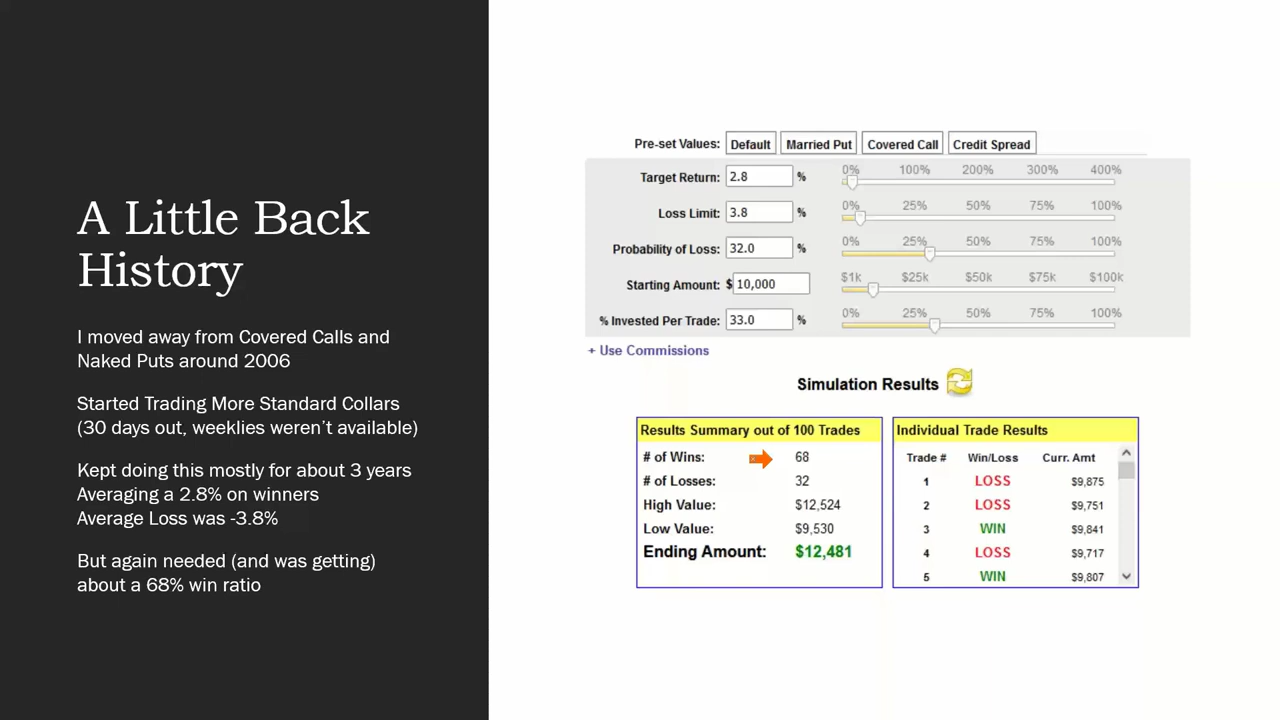 A Little Back
History
I moved away from Covered Calls and
Naked Puts around 2006
Started Trading More Standard Collars
(30 days out, weeklies weren’t available)
Kept doing this mostly for about 3 years
Averaging a 2.8% on winners
Average Loss was -3.8%
But again needed (and was getting)
about a 68% win ratio
Pre-set Values: Default Married Put Covered Call Credit Spread
Target Return: 2.8 % 0% 100% 200% 300% 400%
Loss Limit: 3.8 % 0% 25% 50% 75% 100%
Probability of Loss: 32.0 % 0% 25% 50% 75% 100%
Starting Amount: $ 10,000 $1k $25k $50k $75k $100k
% Invested Per Trade: 33.0 % 0% 25% 50% 75% 100%
+ Use Commissions
Simulation Results
Results Summary out of 100 Trades
# of Wins: 68
# of Losses: 32
High Value: $12,524
Low Value: $9,530
Ending Amount: $12,481
Individual Trade Results
Trade # Win/Loss Curr. Amt
1 LOSS $9,875
2 LOSS $9,751
3 WIN $9,841
4 LOSS $9,717
5 WIN $9,807